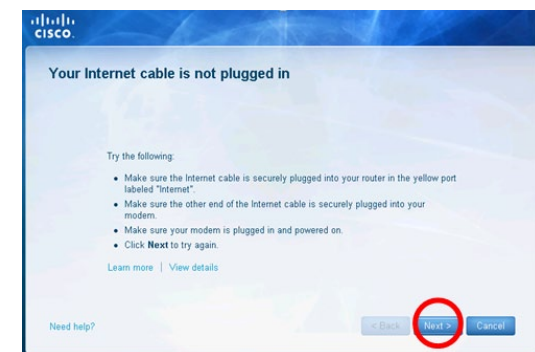 CISCO.
Your Internet cable is not plugged in
Try the following:
• Make sure the Internet cable is securely plugged into your router in the yellow port
labeled "Internet".
• Make sure the other end of the Internet cable is securely plugged into your
modem.
• Make sure your modem is plugged in and powered on.
• Click Next to try again.
Learn more | View details
Need help? < Back Next > Cancel